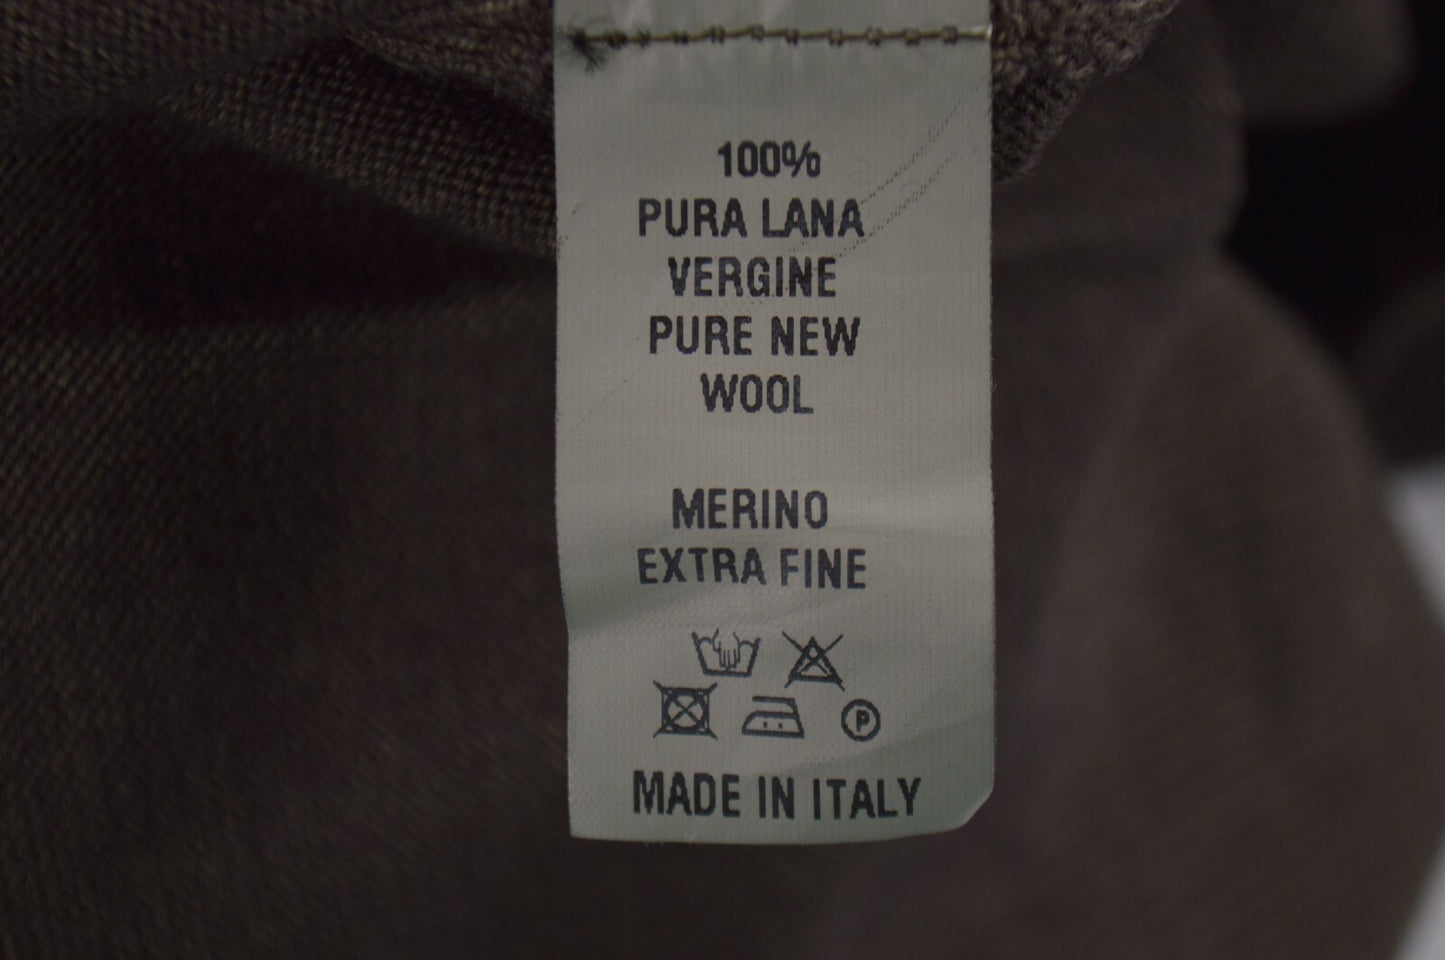 100%
PURA LANA
VERGINE
PURE NEW
WOOL
MERINO
EXTRA FINE
P
MADE IN ITALY